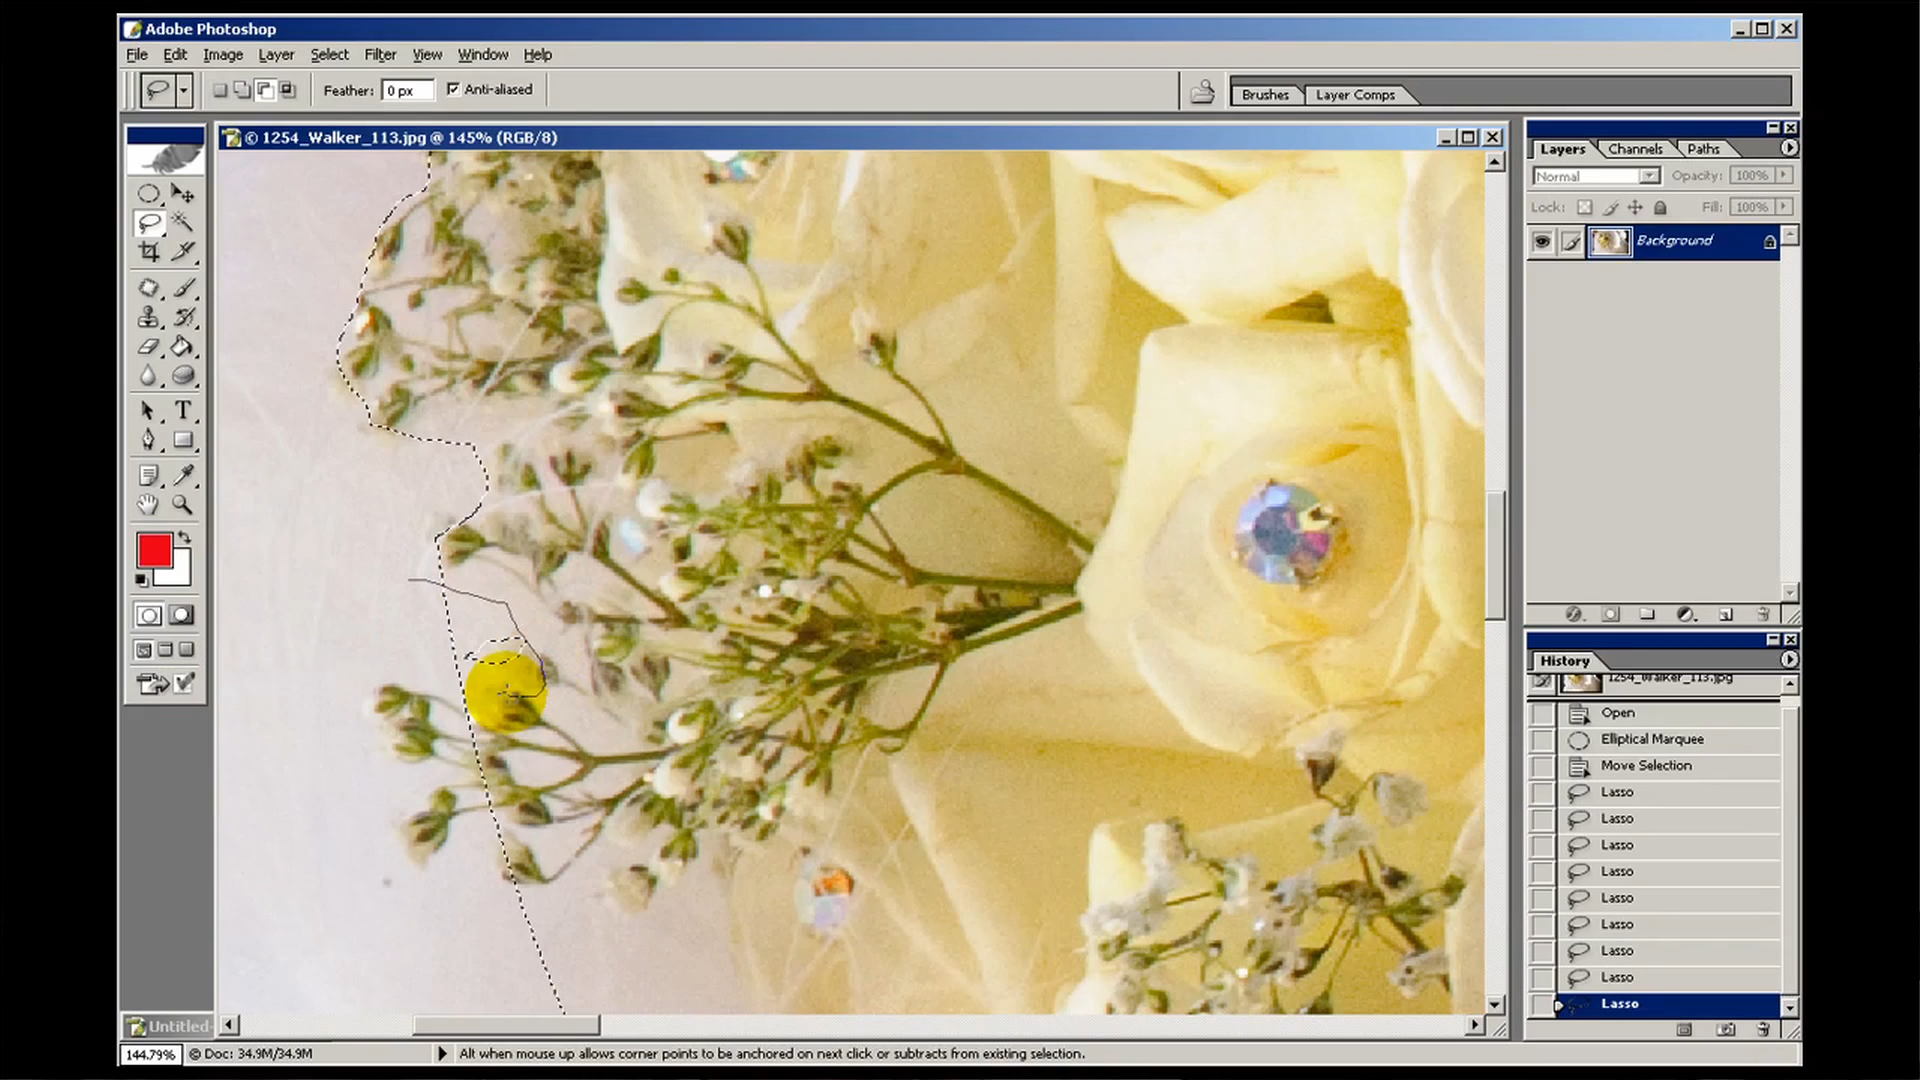 Adobe Photoshop
File Edit Image Layer Select Filter View Window Help
Feather: 0 px Anti-aliased
Brushes Layer Comps
© 1254_Walker_113.jpg @ 145% (RGB/8)
Layers Channels Paths
Normal Opacity: 100%
Lock: Fill: 100%
Background
T
History
1254_Walker_113.jpg
Open
Elliptical Marquee
Move Selection
Lasso
Lasso
Lasso
Lasso
Lasso
Lasso
Lasso
Lasso
Lasso
Untitled-
144.79% © Doc: 34.9M/34.9M Alt when mouse up allows corner points to be anchored on next click or subtracts from existing selection.